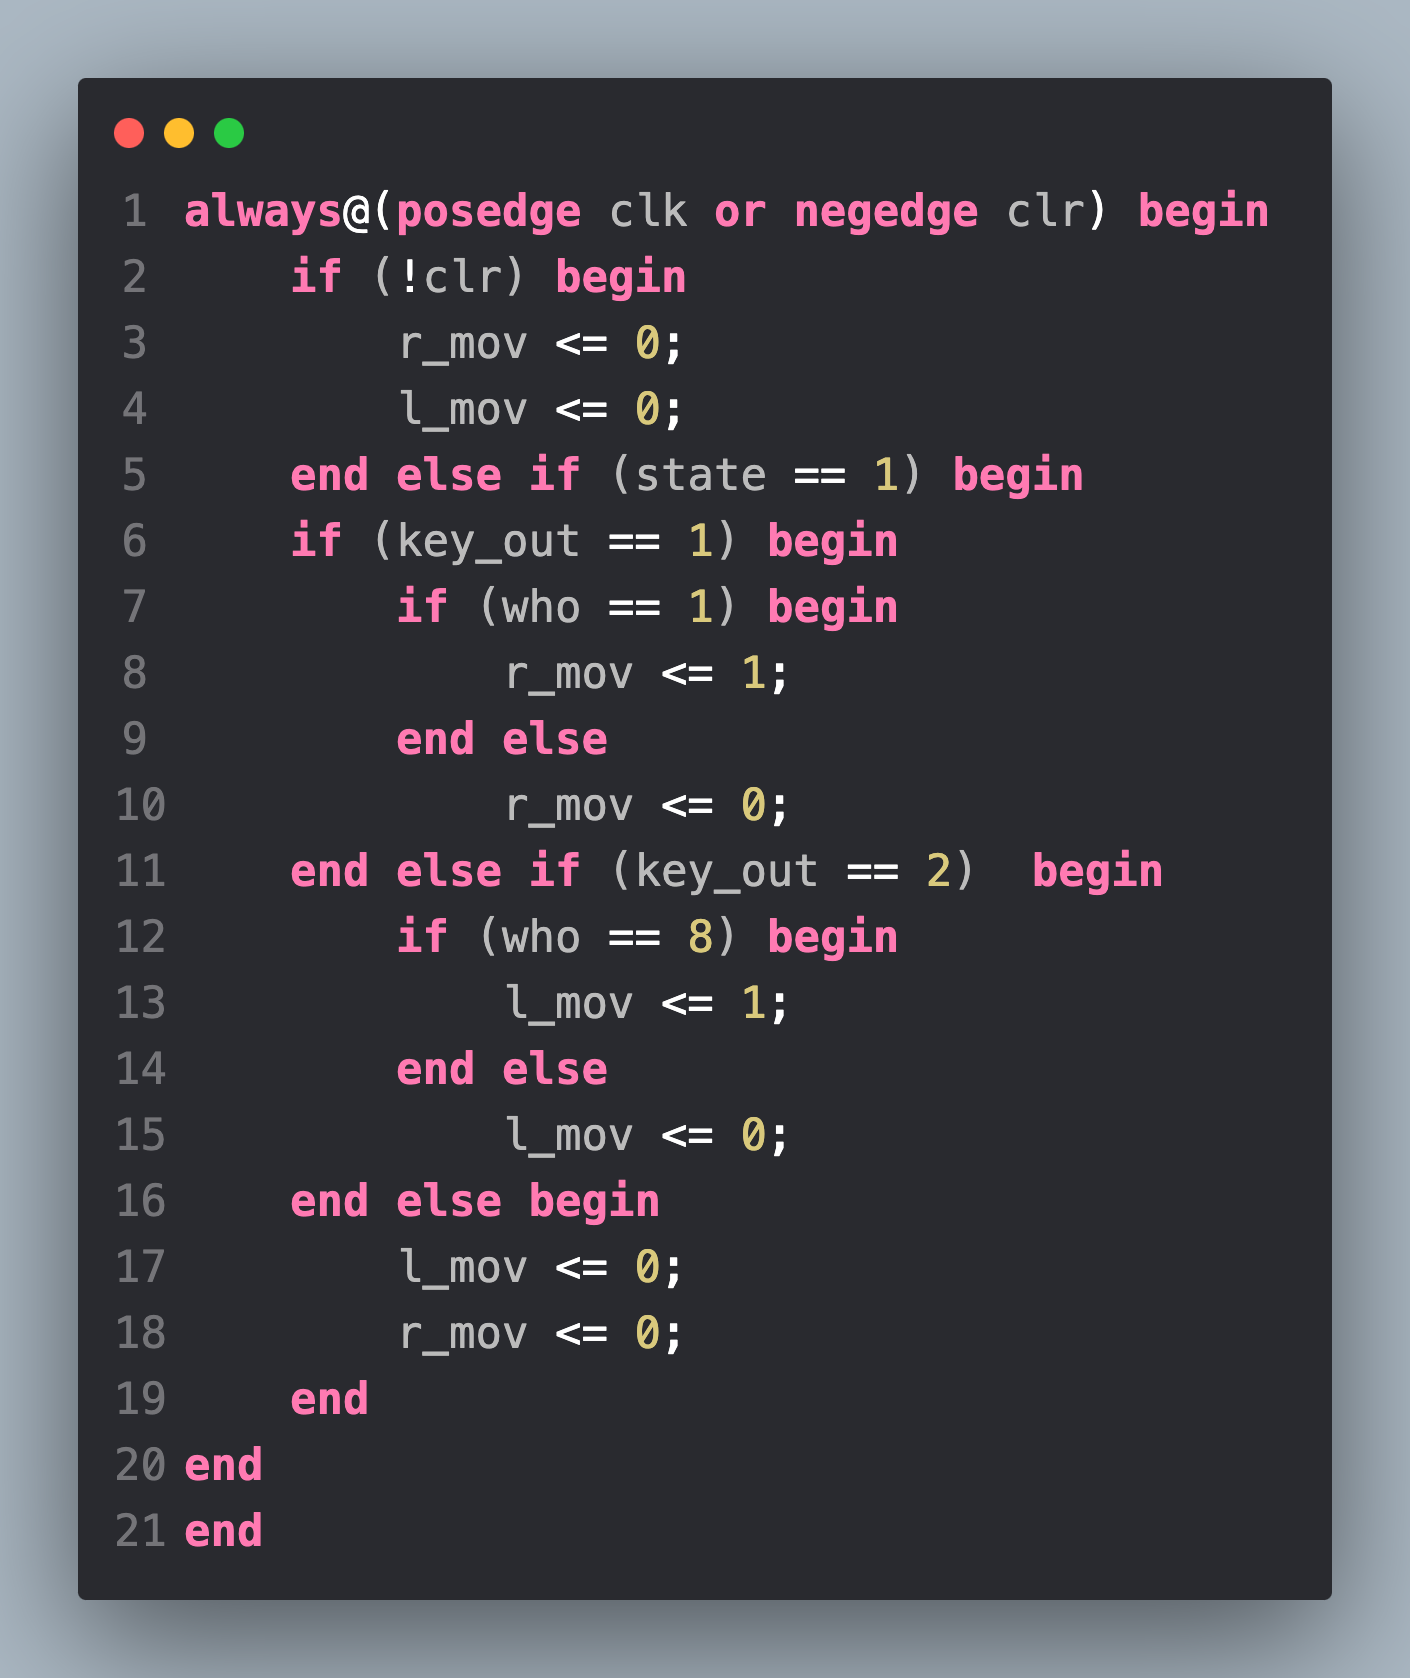 1 always@(posedge clk or negedge clr) begin
2     if (!clr) begin
3         r_mov <= 0;
4         l_mov <= 0;
5     end else if (state == 1) begin
6     if (key_out == 1) begin
7         if (who == 1) begin
8             r_mov <= 1;
9         end else
10             r_mov <= 0;
11     end else if (key_out == 2)  begin
12         if (who == 8) begin
13             l_mov <= 1;
14         end else
15             l_mov <= 0;
16     end else begin
17         l_mov <= 0;
18         r_mov <= 0;
19     end
20 end
21 end